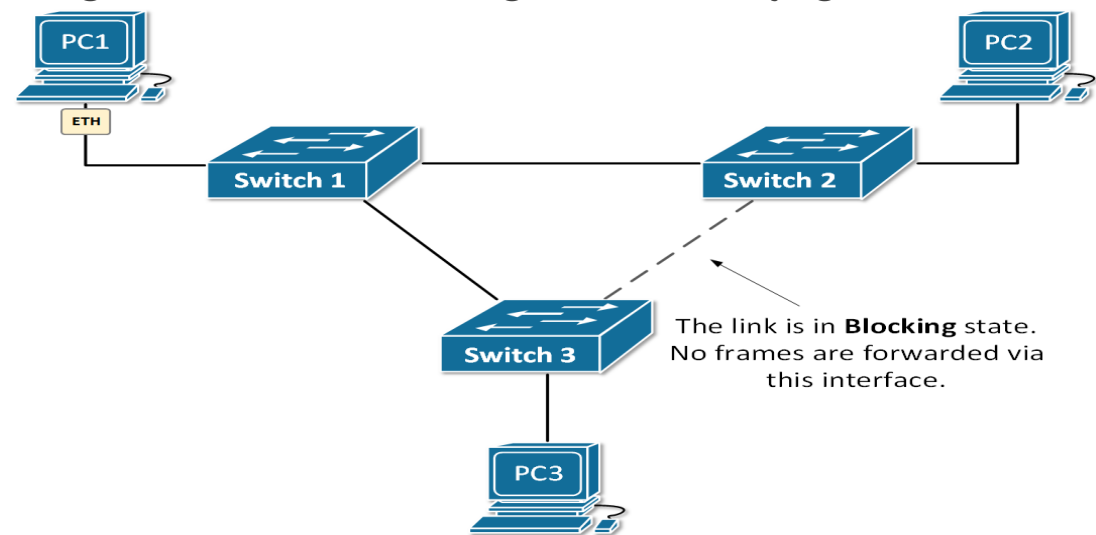 PC1
PC2
ETH
Switch 1
Switch 2
The link is in Blocking state.
No frames are forwarded via
this interface.
Switch 3
PC3